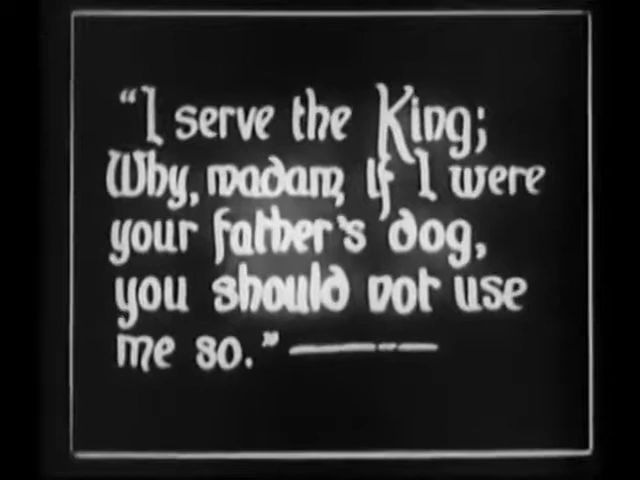 "I serve the King;
Why, madam, if I were
your father's dog,
you should not use
me so."